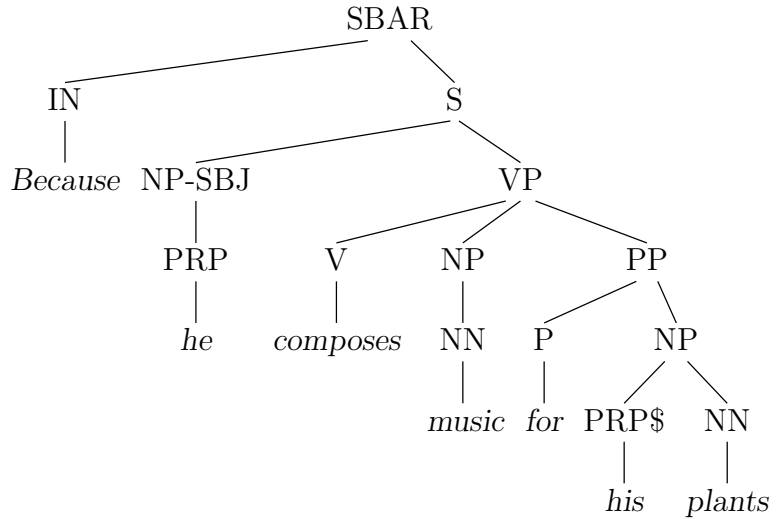 SBAR
IN S
Because NP-SBJ VP
PRP V NP PP
he composes NN P NP
music for PRP$ NN
his plants